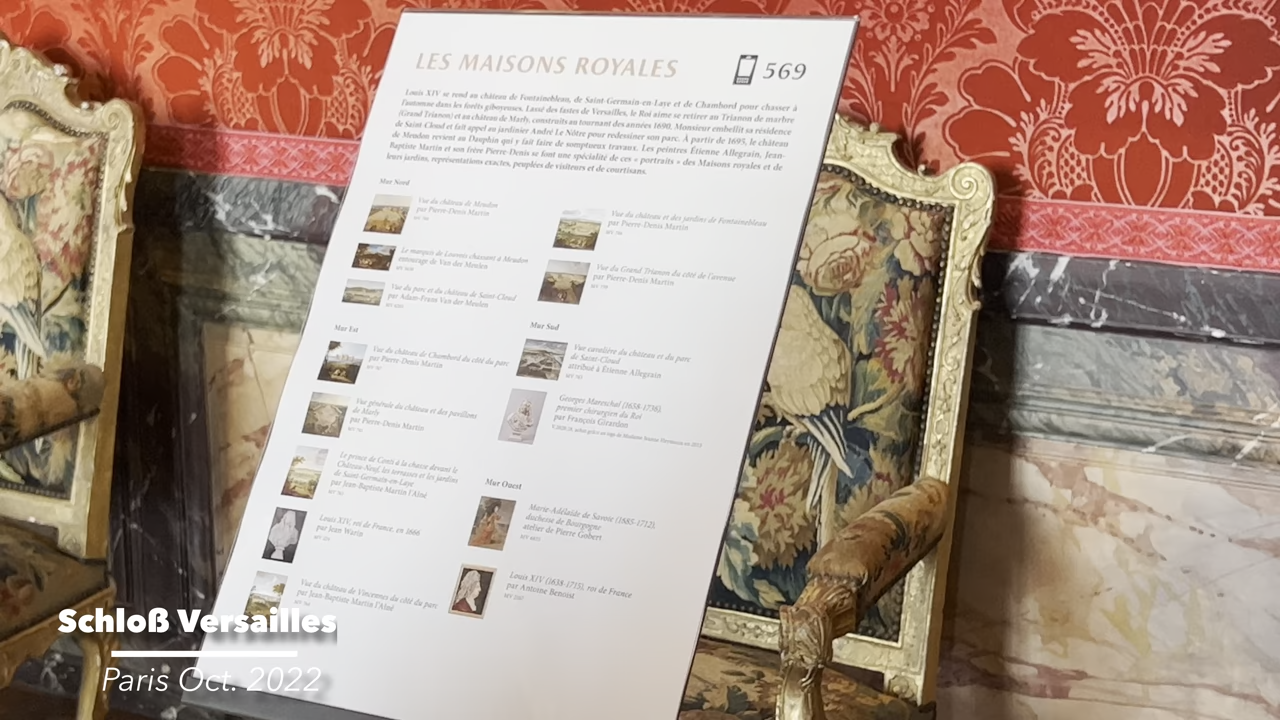 LES MAISONS ROYALES
569
Louis XIV se rend au château de Fontainebleau, de Saint-Germain-en-Laye et de Chambord pour chasser à
l'automne dans les forêts giboyeuses. Lassé des fastes de Versailles, le Roi aime se retirer au Trianon de marbre
(Grand Trianon) et au château de Marly, construits au tournant des années 1690. Monsieur embellit sa résidence
de Saint-Cloud et fait appel au jardinier André Le Nôtre pour redessiner son parc. À partir de 1695, le château
de Meudon revient au Dauphin qui y fait faire de somptueux travaux. Les peintres Étienne Allegrain, Jean-
Baptiste Martin et son frère Pierre-Denis se font une spécialité de ces « portraits » des Maisons royales et de
leurs jardins, représentations exactes, peuplées de visiteurs et de courtisans.
Mur Nord
Vue du château de Meudon
par Pierre-Denis Martin
Le marquis de Louvois chassant à Meudon
entourage de Van der Meulen
Vue du parc et du château de Saint-Cloud
par Adam-Frans Van der Meulen
Vue du château et des jardins de Fontainebleau
par Pierre-Denis Martin
Vue du Grand Trianon du côté de l'avenue
par Pierre-Denis Martin
Mur Est
Vue du château de Chambord du côté du parc
par Pierre-Denis Martin
Vue générale du château et des pavillons
de Marly
par Pierre-Denis Martin
Le prince de Conti à la chasse devant le
Château-Neuf, les terrasses et les jardins
de Saint-Germain-en-Laye
par Jean-Baptiste Martin l'Aîné
Louis XIV, roi de France, en 1666
par Jean Warin
Vue du château de Vincennes du côté du parc
par Jean-Baptiste Martin l'Aîné
Mur Sud
Vue cavalière du château et du parc
de Saint-Cloud
attribué à Étienne Allegrain
Georges Mareschal (1658-1736),
premier chirurgien du Roi
par François Girardon
Mur Ouest
Marie-Adélaïde de Savoie (1685-1712),
duchesse de Bourgogne
atelier de Pierre Gobert
Louis XIV (1638-1715), roi de France
par Antoine Benoist
Schloß Versailles
Paris Oct. 2022